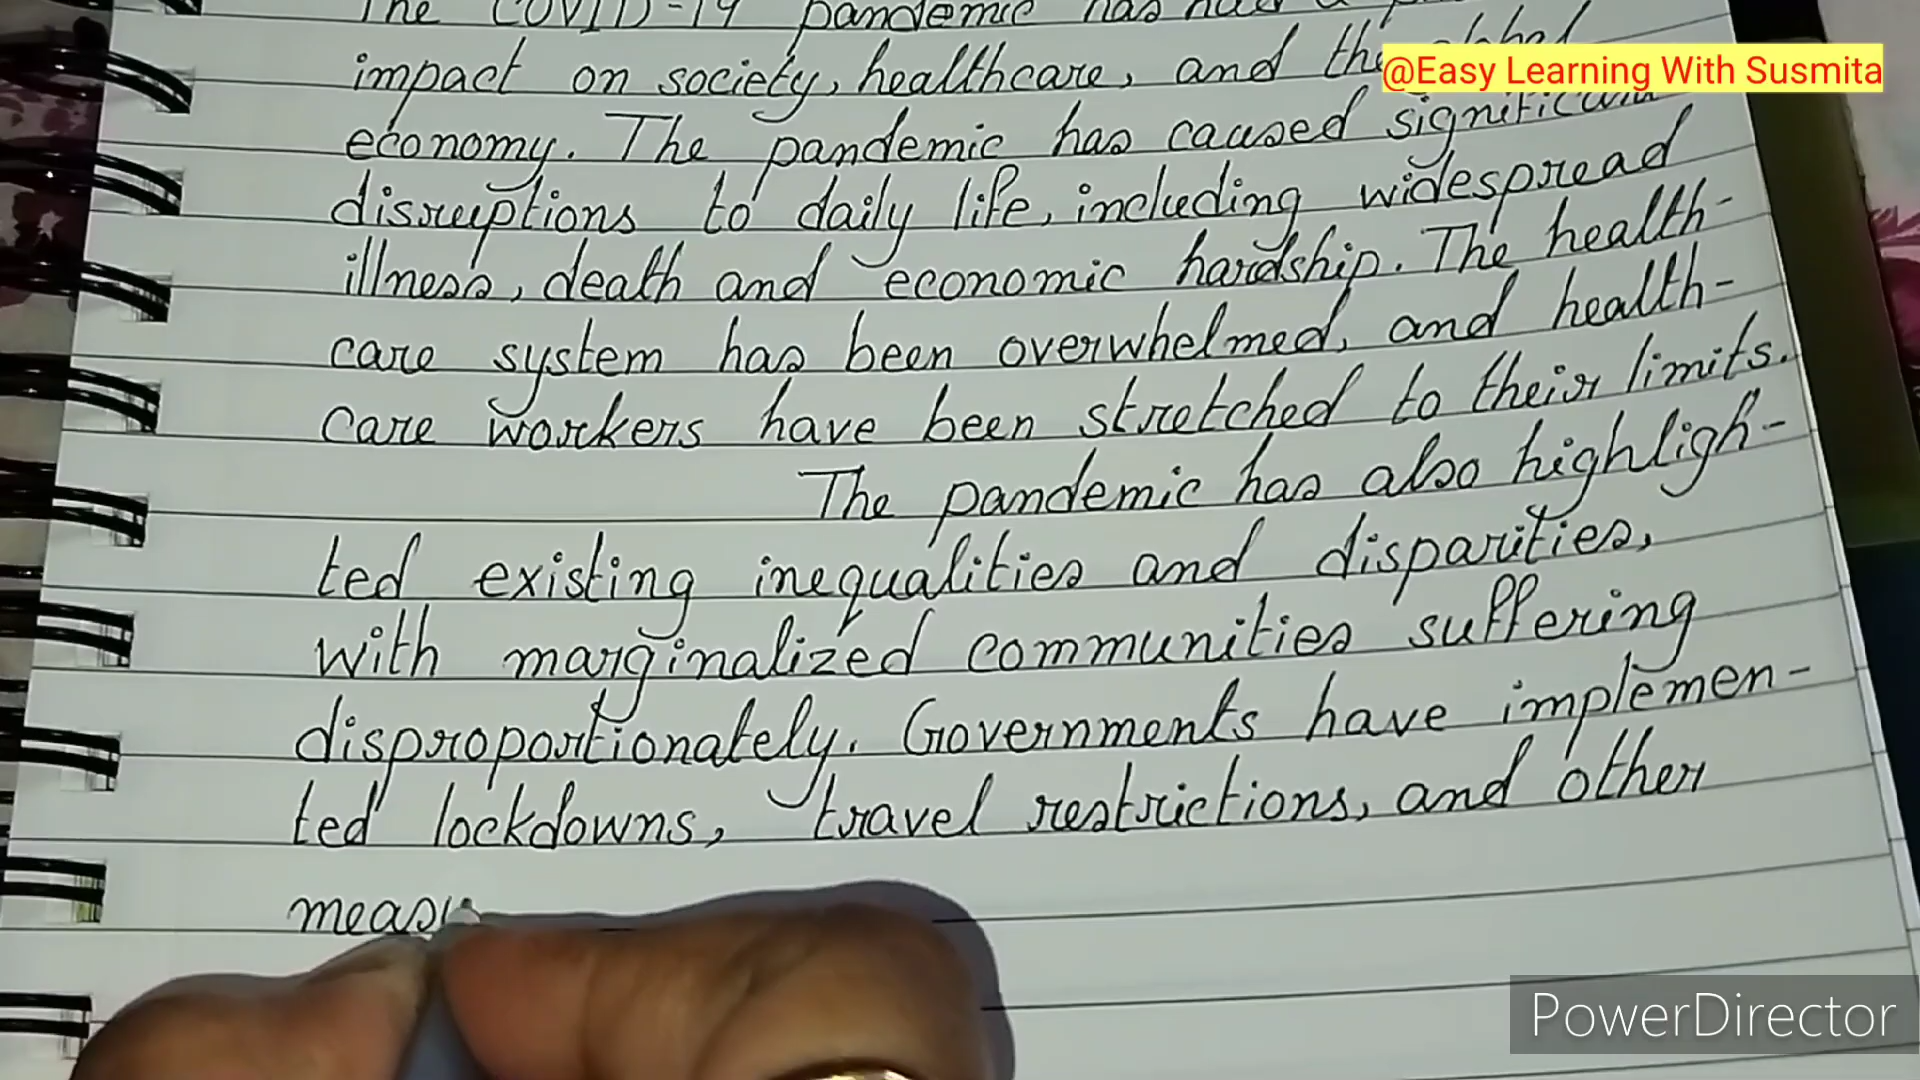 The COVID-19 pandemic has had a
impact on society, healthcare, and the global
@Easy Learning With Susmita
economy. The pandemic has caused significant
disruptions to daily life, including widespread
illness, death and economic hardship. The health-
care system has been overwhelmed, and health-
care workers have been stretched to their limits.
The pandemic has also highligh-
ted existing inequalities and disparities,
with marginalized communities suffering
disproportionately. Governments have implemen-
ted lockdowns, travel restrictions, and other
measu
PowerDirector